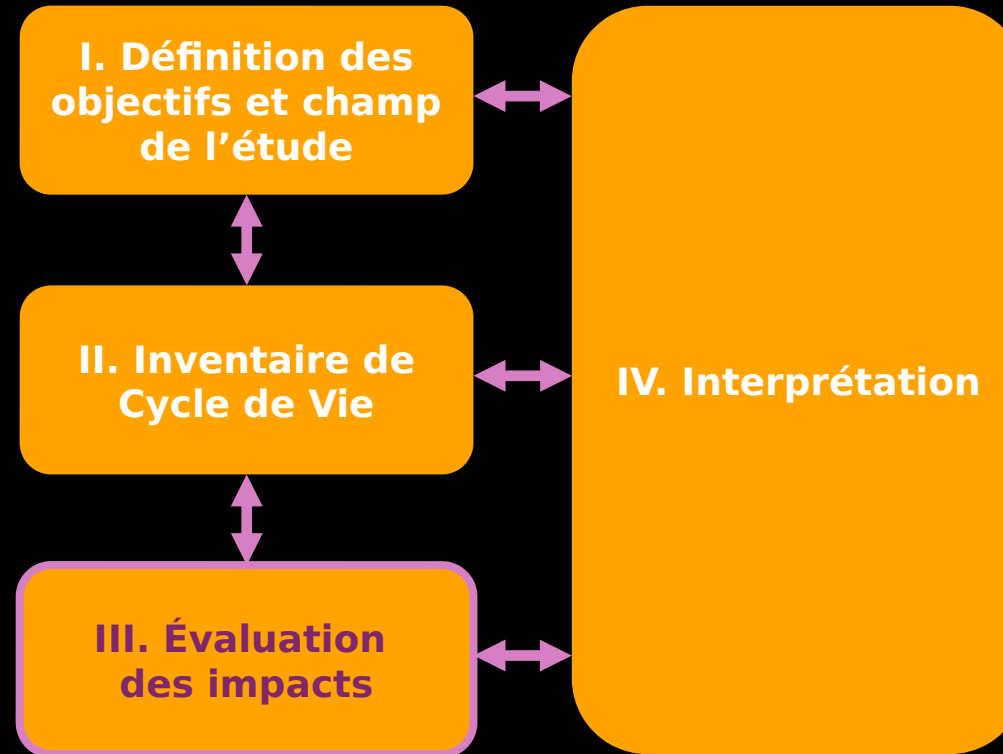 I. Définition des
objectifs et champ
de l’étude
II. Inventaire de
Cycle de Vie
IV. Interprétation
III. Évaluation
des impacts